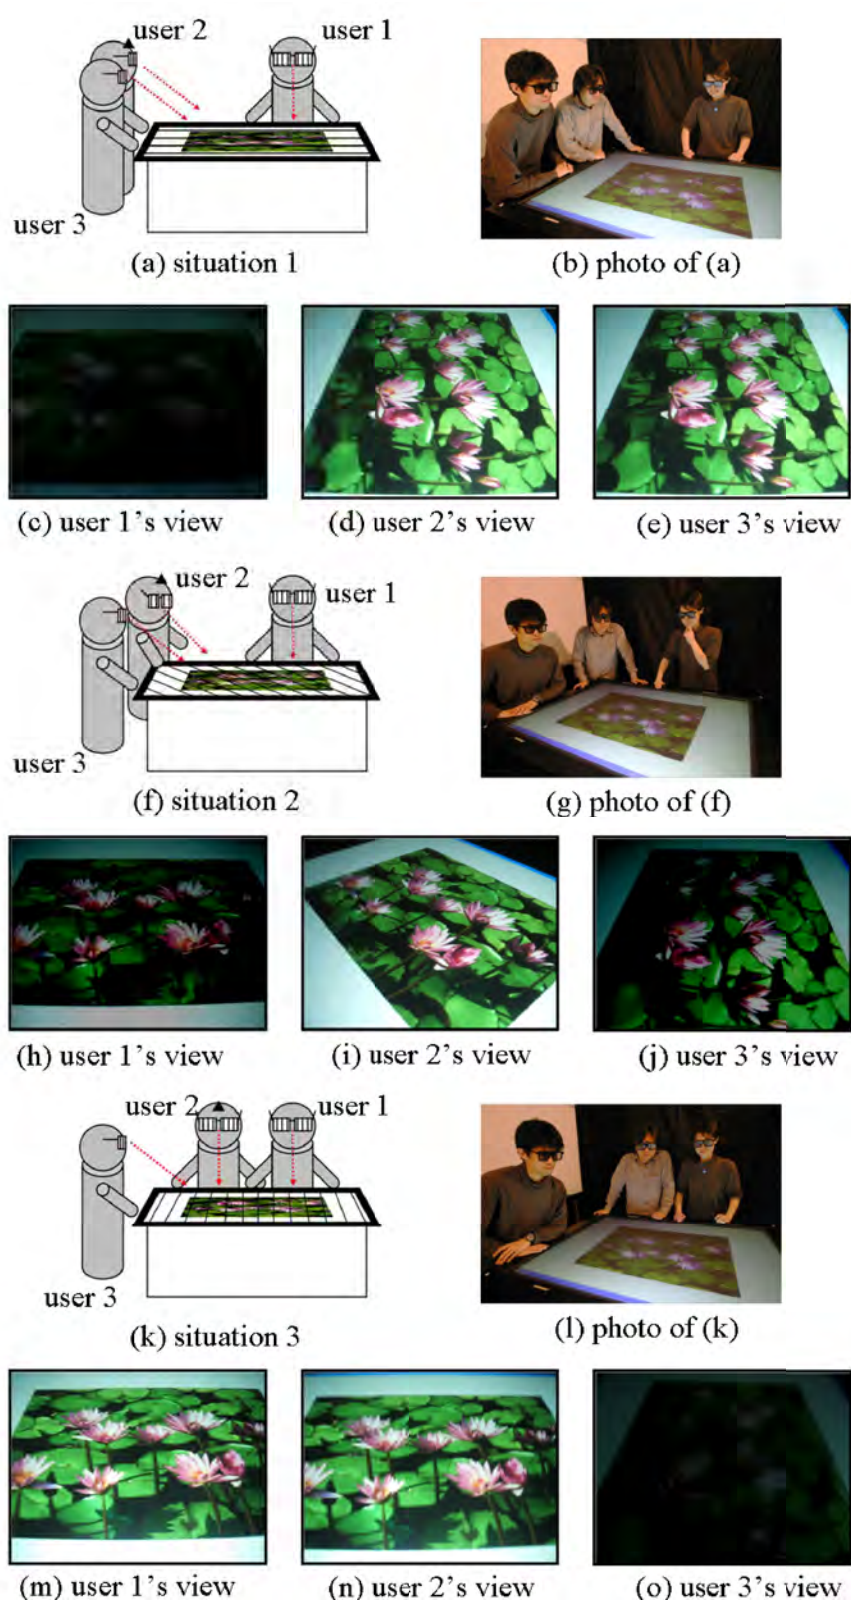 user 2
user 1
user 3
(a) situation 1
(b) photo of (a)
(c) user 1's view
(d) user 2's view
(e) user 3's view
user 2
user 1
user 3
(f) situation 2
(g) photo of (f)
(h) user 1's view
(i) user 2's view
(j) user 3's view
user 2
user 1
user 3
(k) situation 3
(l) photo of (k)
(m) user 1's view
(n) user 2's view
(o) user 3's view